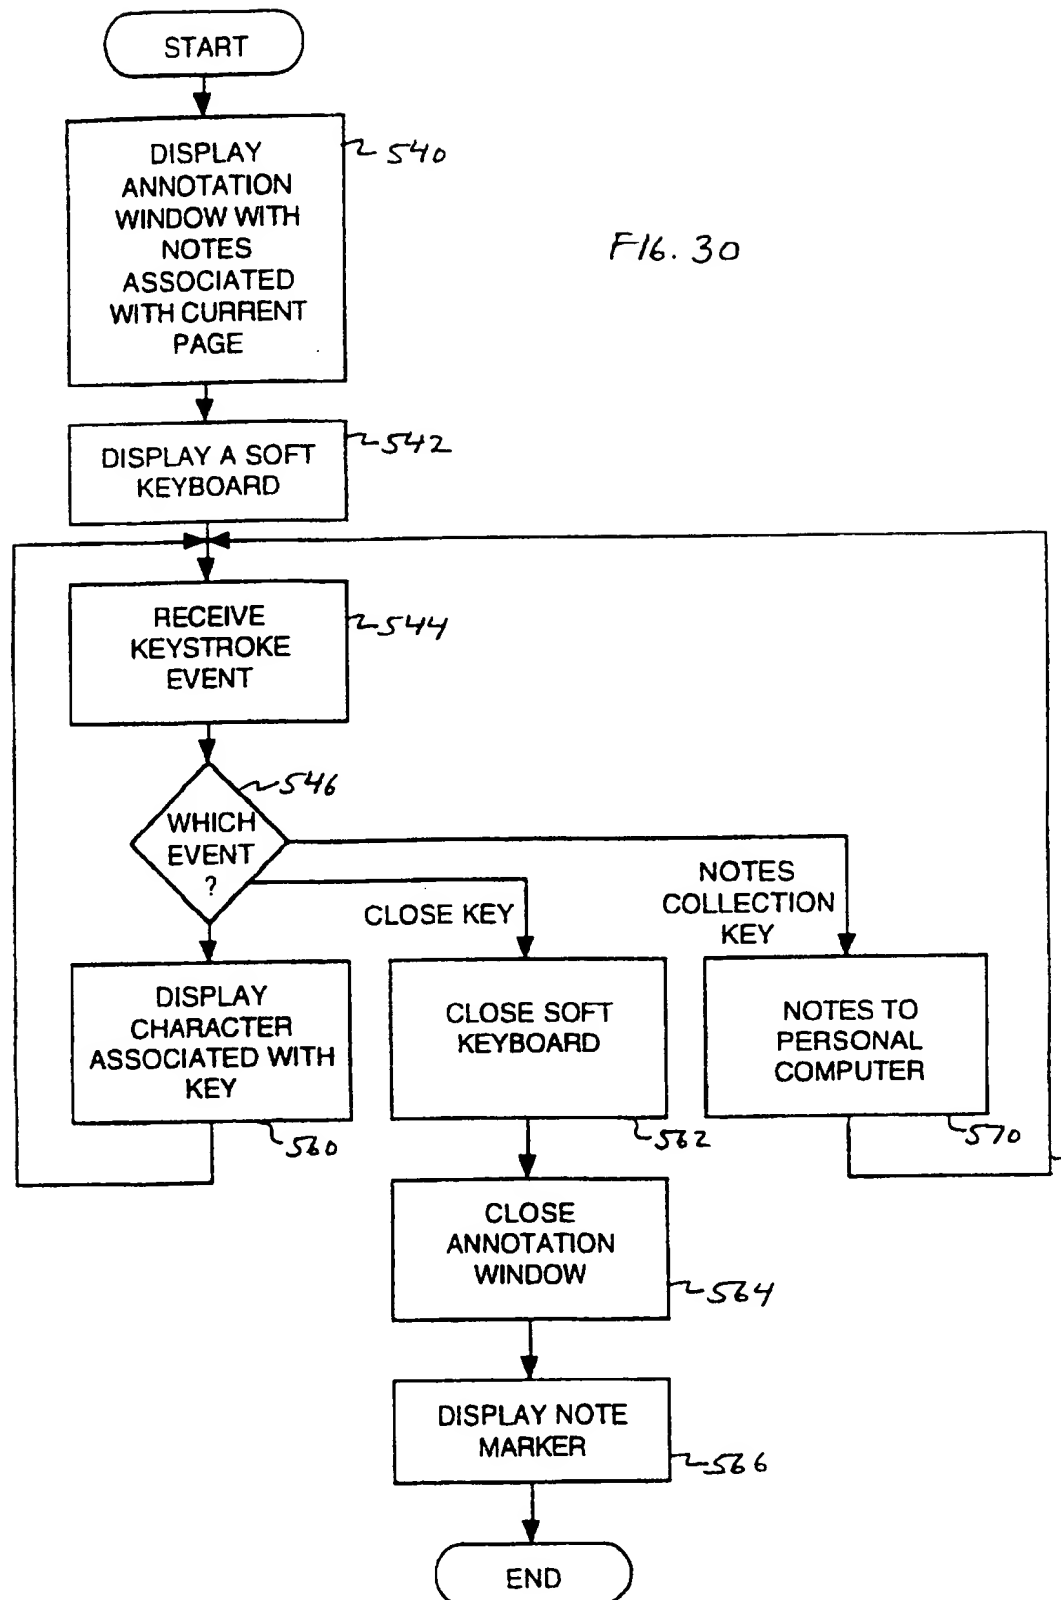 START
DISPLAY
ANNOTATION
WINDOW WITH
NOTES
ASSOCIATED
WITH CURRENT
PAGE
540
FIG. 30
DISPLAY A SOFT
KEYBOARD
542
RECEIVE
KEYSTROKE
EVENT
544
WHICH
EVENT
?
546
CLOSE KEY
NOTES
COLLECTION
KEY
DISPLAY
CHARACTER
ASSOCIATED WITH
KEY
560
CLOSE SOFT
KEYBOARD
562
NOTES TO
PERSONAL
COMPUTER
570
CLOSE
ANNOTATION
WINDOW
564
DISPLAY NOTE
MARKER
566
END